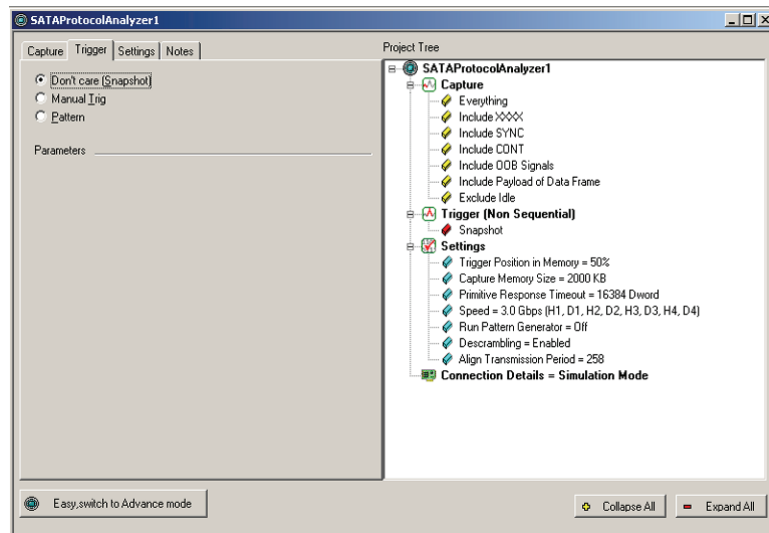 SATAProtocolAnalyzer1
Capture Trigger Settings Notes
Don't care (Snapshot)
Manual Trig
Pattern
Parameters
Easy,switch to Advance mode
Project Tree
SATAProtocolAnalyzer1
Capture
Everything
Include XXXX
Include SYNC
Include CONT
Include OOB Signals
Include Payload of Data Frame
Exclude Idle
Trigger (Non Sequential)
Snapshot
Settings
Trigger Position in Memory = 50%
Capture Memory Size = 2000 KB
Primitive Response Timeout = 16384 Dword
Speed = 3.0 Gbps (H1, D1, H2, D2, H3, D3, H4, D4)
Run Pattern Generator = Off
Descrambling = Enabled
Align Transmission Period = 258
Connection Details = Simulation Mode
Collapse All
Expand All